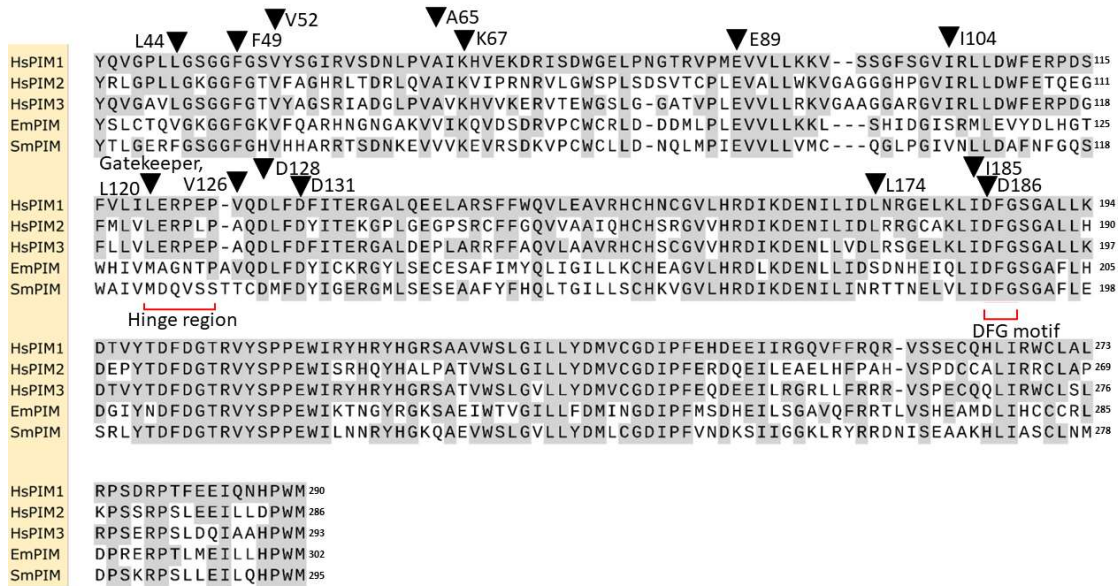 V52 A65
L44 F49 K67 E89 I104
HsPIM1 YQVGPLLGSGGFGSVYSGIRVSDNLPVAIKHVEKDRISDWGELPNGTRVPMEVVLLKKV--SSGFSGVIRLLDWFERPDS 115
HsPIM2 YRLGPLLGKGGFGTVFAGHRLTDRLQVAIKVIPRNRVLGWSPLSDSVTCPLEVALLWKVGAGGGHPGVIRLLDWFETQEG 111
HsPIM3 YQVGAVLGSGGFGTVYAGSRIADGLPVAVKHVVKERVTEWGSLG-GATVPLEVVLLRKVGAAGGARGVIRLLDWFERPDG 118
EmPIM YSLCTQVGKGGFGKVFQARHNGNGAKVVIKQVDSDRVPCWCRLD-DDMLPLEVVLLKKL---SHIDGISRMLEVYDLHGT 125
SmPIM YTLGERFGSGGFGHVHHARRTSDNKEVVVKEVRSDKVPCWCLLD-NQLMPIEVVLLVMC---QGLPGIVNLLDAFNFGQS 118
Gatekeeper,
L120 V126 D128 D131 L174 I185 D186
HsPIM1 FVLILERPEP-VQDLFDFITERGALQEELARSFFWQVLEAVRHCHNCGVLHRDIKDENILIDLNRGELKLIDFGSGALLK 194
HsPIM2 FMLVLERPLP-AQDLFDYITEKGPLGEGPSRCFFGQVVAAIQHCHSRGVVHRDIKDENILIDLRRGCAKLIDFGSGALLH 190
HsPIM3 FLLVLERPEP-AQDLFDFITERGALDEPLARRFFAQVLAAVRHCHSCGVVHRDIKDENLLVDLRSGELKLIDFGSGALLK 197
EmPIM WHIVMAGNTPAVQDLFDYICKRGYLSECESAFIMYQLIGILLKCHEAGVLHRDLKDENLLIDSDNHEIQLIDFGSGAFLH 205
SmPIM WAIVMDQVSSTTCDMFDYIGERGMLSESEAAFYFHQLTGILLSCHKVGVLHRDLKDENILINRTTNELVLIDFGSGAFLE 198
Hinge region DFG motif
HsPIM1 DTVYTDFDGTRVYSPPEWIRYHRYHGRSAAVWSLGILLYDMVCGDIPFEHDEEIIRGQVFFRQR-VSSECQHLIRWCLAL 273
HsPIM2 DEPYTDFDGTRVYSPPEWISRHQYHALPATVWSLGILLYDMVCGDIPFERDQEILEAELHFPAH-VSPDCCALIRRCLAP 269
HsPIM3 DTVYTDFDGTRVYSPPEWIRYHRYHGRSATVWSLGVLLYDMVCGDIPFEQDEEILRGRLLFRRR-VSPECQQLIRWCLSL 276
EmPIM DGIYNDFDGTRVYSPPEWIKTNGYRGKSAEIWTVGILLFDMINGDIPFMSDHEILSGAVQFRRTLVSHEAMDLIHCCCRL 285
SmPIM SRLYTDFDGTRVYSPPEWILNNRYHGKQAEVWSLGVLLYDMLCGDIPFVNDKSIIGGKLRYRRDNISEAAKHLIASCLNM 278
HsPIM1 RPSDRPTFEEIQNHPWM 290
HsPIM2 KPSSRPSLEEILLDPWM 286
HsPIM3 RPSERPSLDQIAAHPWM 293
EmPIM DPRERPTLMEILLHPWM 302
SmPIM DPSKRPSLLEILQHPWM 295